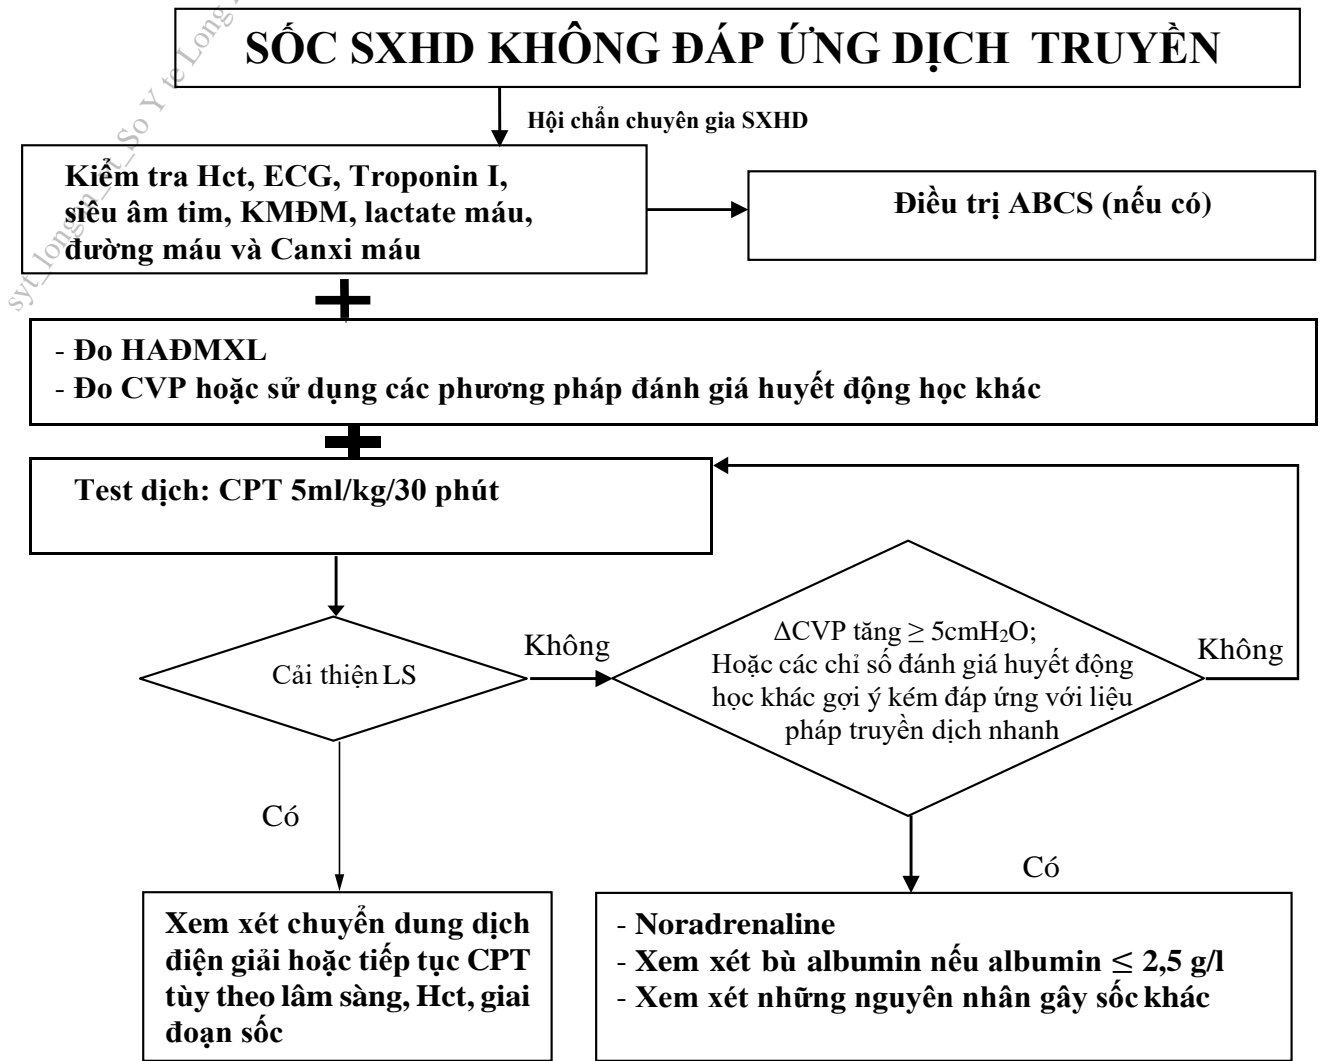 SỐC SXHD KHÔNG ĐÁP ỨNG DỊCH TRUYỀN
Hội chẩn chuyên gia SXHD
Kiểm tra Hct, ECG, Troponin I,
siêu âm tim, KMĐM, lactate máu,
đường máu và Canxi máu
Điều trị ABCS (nếu có)
- Đo HAĐMXL
- Đo CVP hoặc sử dụng các phương pháp đánh giá huyết động học khác
Test dịch: CPT 5ml/kg/30 phút
Cải thiện LS
Không
ΔCVP tăng ≥ 5cmH₂O;
Hoặc các chỉ số đánh giá huyết động
học khác gợi ý kém đáp ứng với liệu
pháp truyền dịch nhanh
Không
Có
Có
Xem xét chuyển dung dịch
điện giải hoặc tiếp tục CPT
tùy theo lâm sàng, Hct, giai
đoạn sốc
- Noradrenaline
- Xem xét bù albumin nếu albumin ≤ 2,5 g/l
- Xem xét những nguyên nhân gây sốc khác
So Y te Long